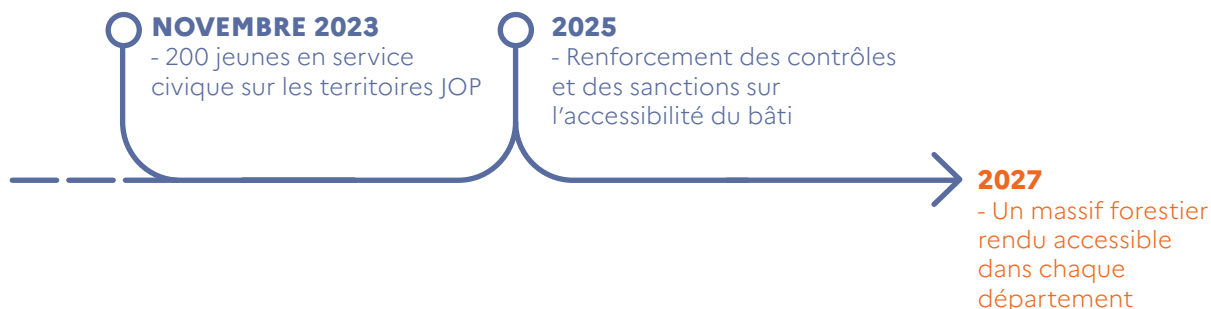 NOVEMBRE 2023
- 200 jeunes en service
civique sur les territoires JOP
2025
- Renforcement des contrôles
et des sanctions sur
l’accessibilité du bâti
2027
- Un massif forestier
rendu accessible
dans chaque
département